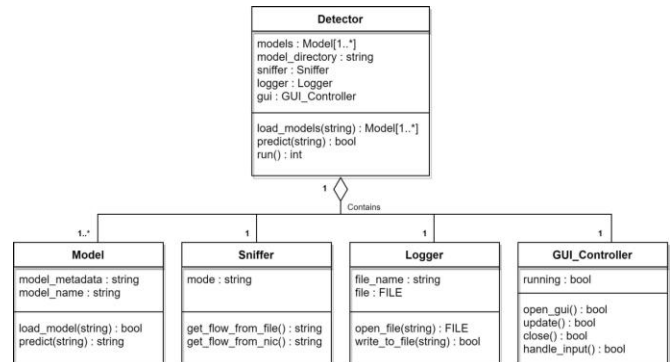 Detector
models : Model[1..*]
model_directory : string
sniffer : Sniffer
logger : Logger
gui : GUI_Controller
load_models(string) : Model[1..*]
predict(string) : bool
run() : int
1
Contains
1..*
1
1
1
Model
model_metadata : string
model_name : string
load_model(string) : bool
predict(string) : string
Sniffer
mode : string
get_flow_from_file() : string
get_flow_from_nic() : string
Logger
file_name : string
file : FILE
open_file(string) : FILE
write_to_file(string) : bool
GUI_Controller
running : bool
open_gui() : bool
update() : bool
close() : bool
handle_input() : bool